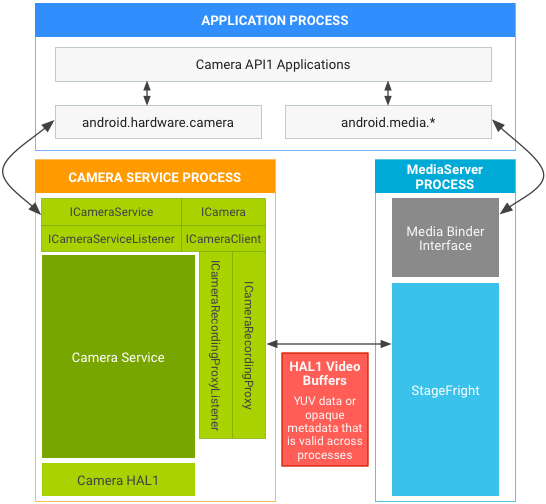 APPLICATION PROCESS
Camera API1 Applications
android.hardware.camera
android.media.*
CAMERA SERVICE PROCESS
ICameraService
ICamera
ICameraServiceListener
ICameraClient
ICameraRecordingProxyListener
ICameraRecordingProxy
Camera Service
Camera HAL1
HAL1 Video
Buffers
YUV data or
opaque
metadata that
is valid across
processes
MediaServer
PROCESS
Media Binder
Interface
StageFright